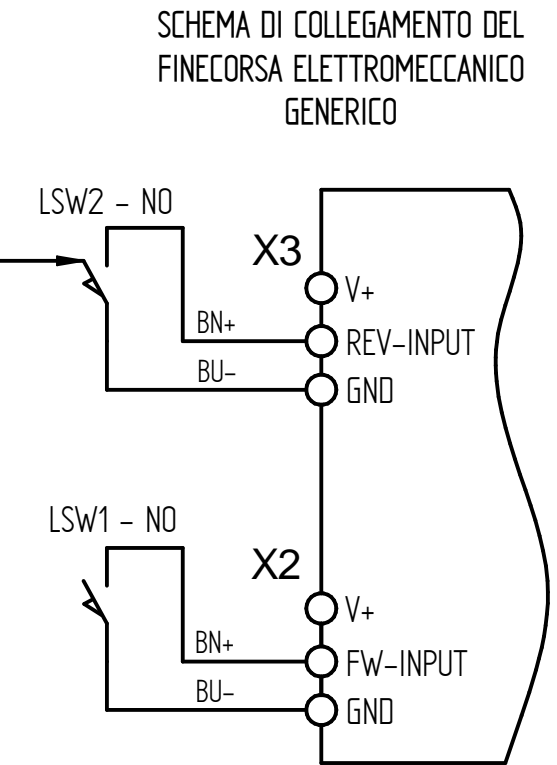 SCHEMA DI COLLEGAMENTO DEL
FINECORSA ELETTROMECCANICO
GENERICO
LSW2 - NO
X3
V+
BN+
REV-INPUT
BU-
GND
LSW1 - NO
X2
V+
BN+
FW-INPUT
BU-
GND